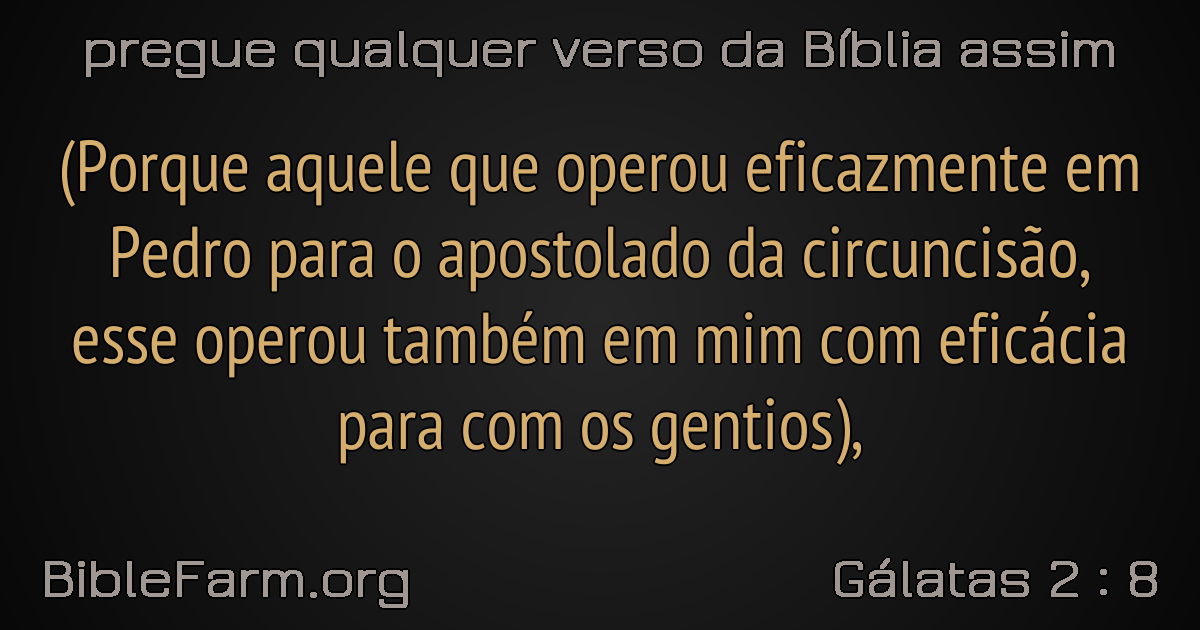 pregue qualquer verso da Bíblia assim
(Porque aquele que operou eficazmente em
Pedro para o apostolado da circuncisão,
esse operou também em mim com eficácia
para com os gentios),
BibleFarm.org
Gálatas 2 : 8